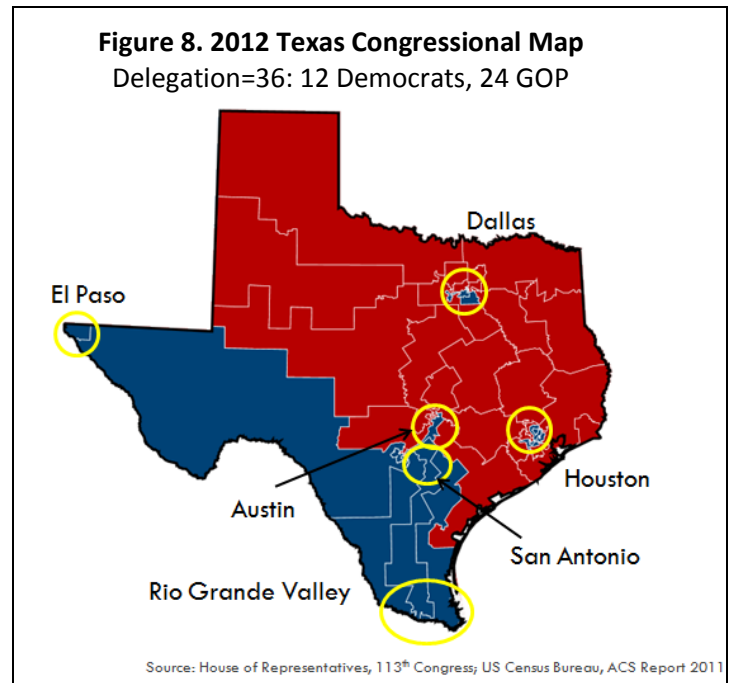 Figure 8. 2012 Texas Congressional Map
Delegation=36: 12 Democrats, 24 GOP
Dallas
El Paso
Houston
Austin
San Antonio
Rio Grande Valley
Source: House of Representatives, 113th Congress; US Census Bureau, ACS Report 2011